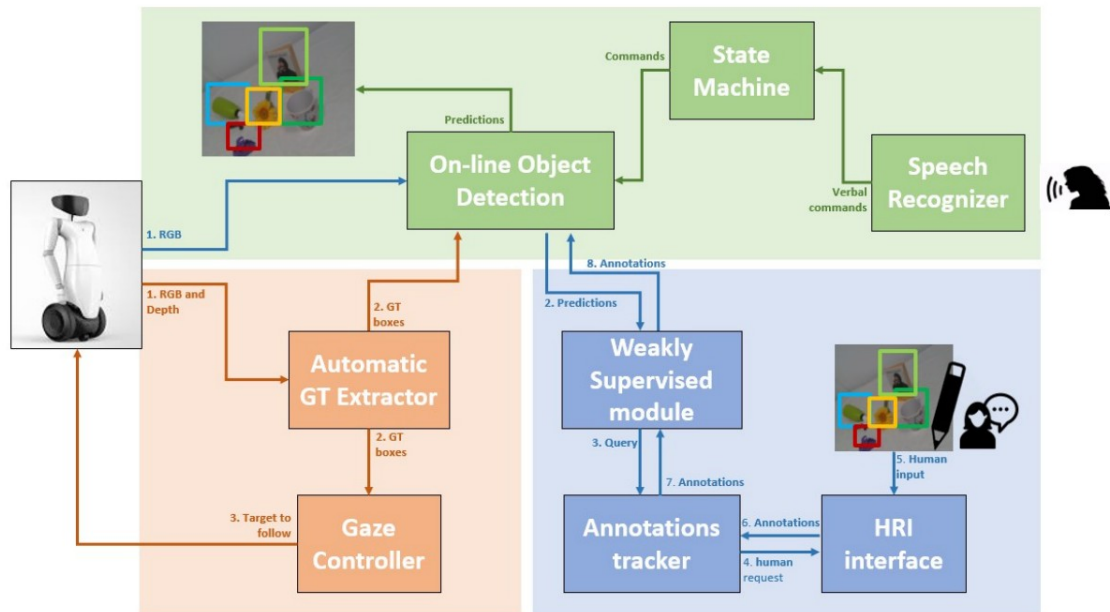 Commands
State
Machine
Predictions
On-line Object
Detection
Verbal
commands
Speech
Recognizer
1. RGB
1. RGB and
Depth
2. GT
boxes
Automatic
GT Extractor
2. GT
boxes
3. Target to
follow
Gaze
Controller
8. Annotations
2. Predictions
Weakly
Supervised
module
3. Query
7. Annotations
5. Human
input
Annotations
tracker
6. Annotations
4. human
request
HRI
interface